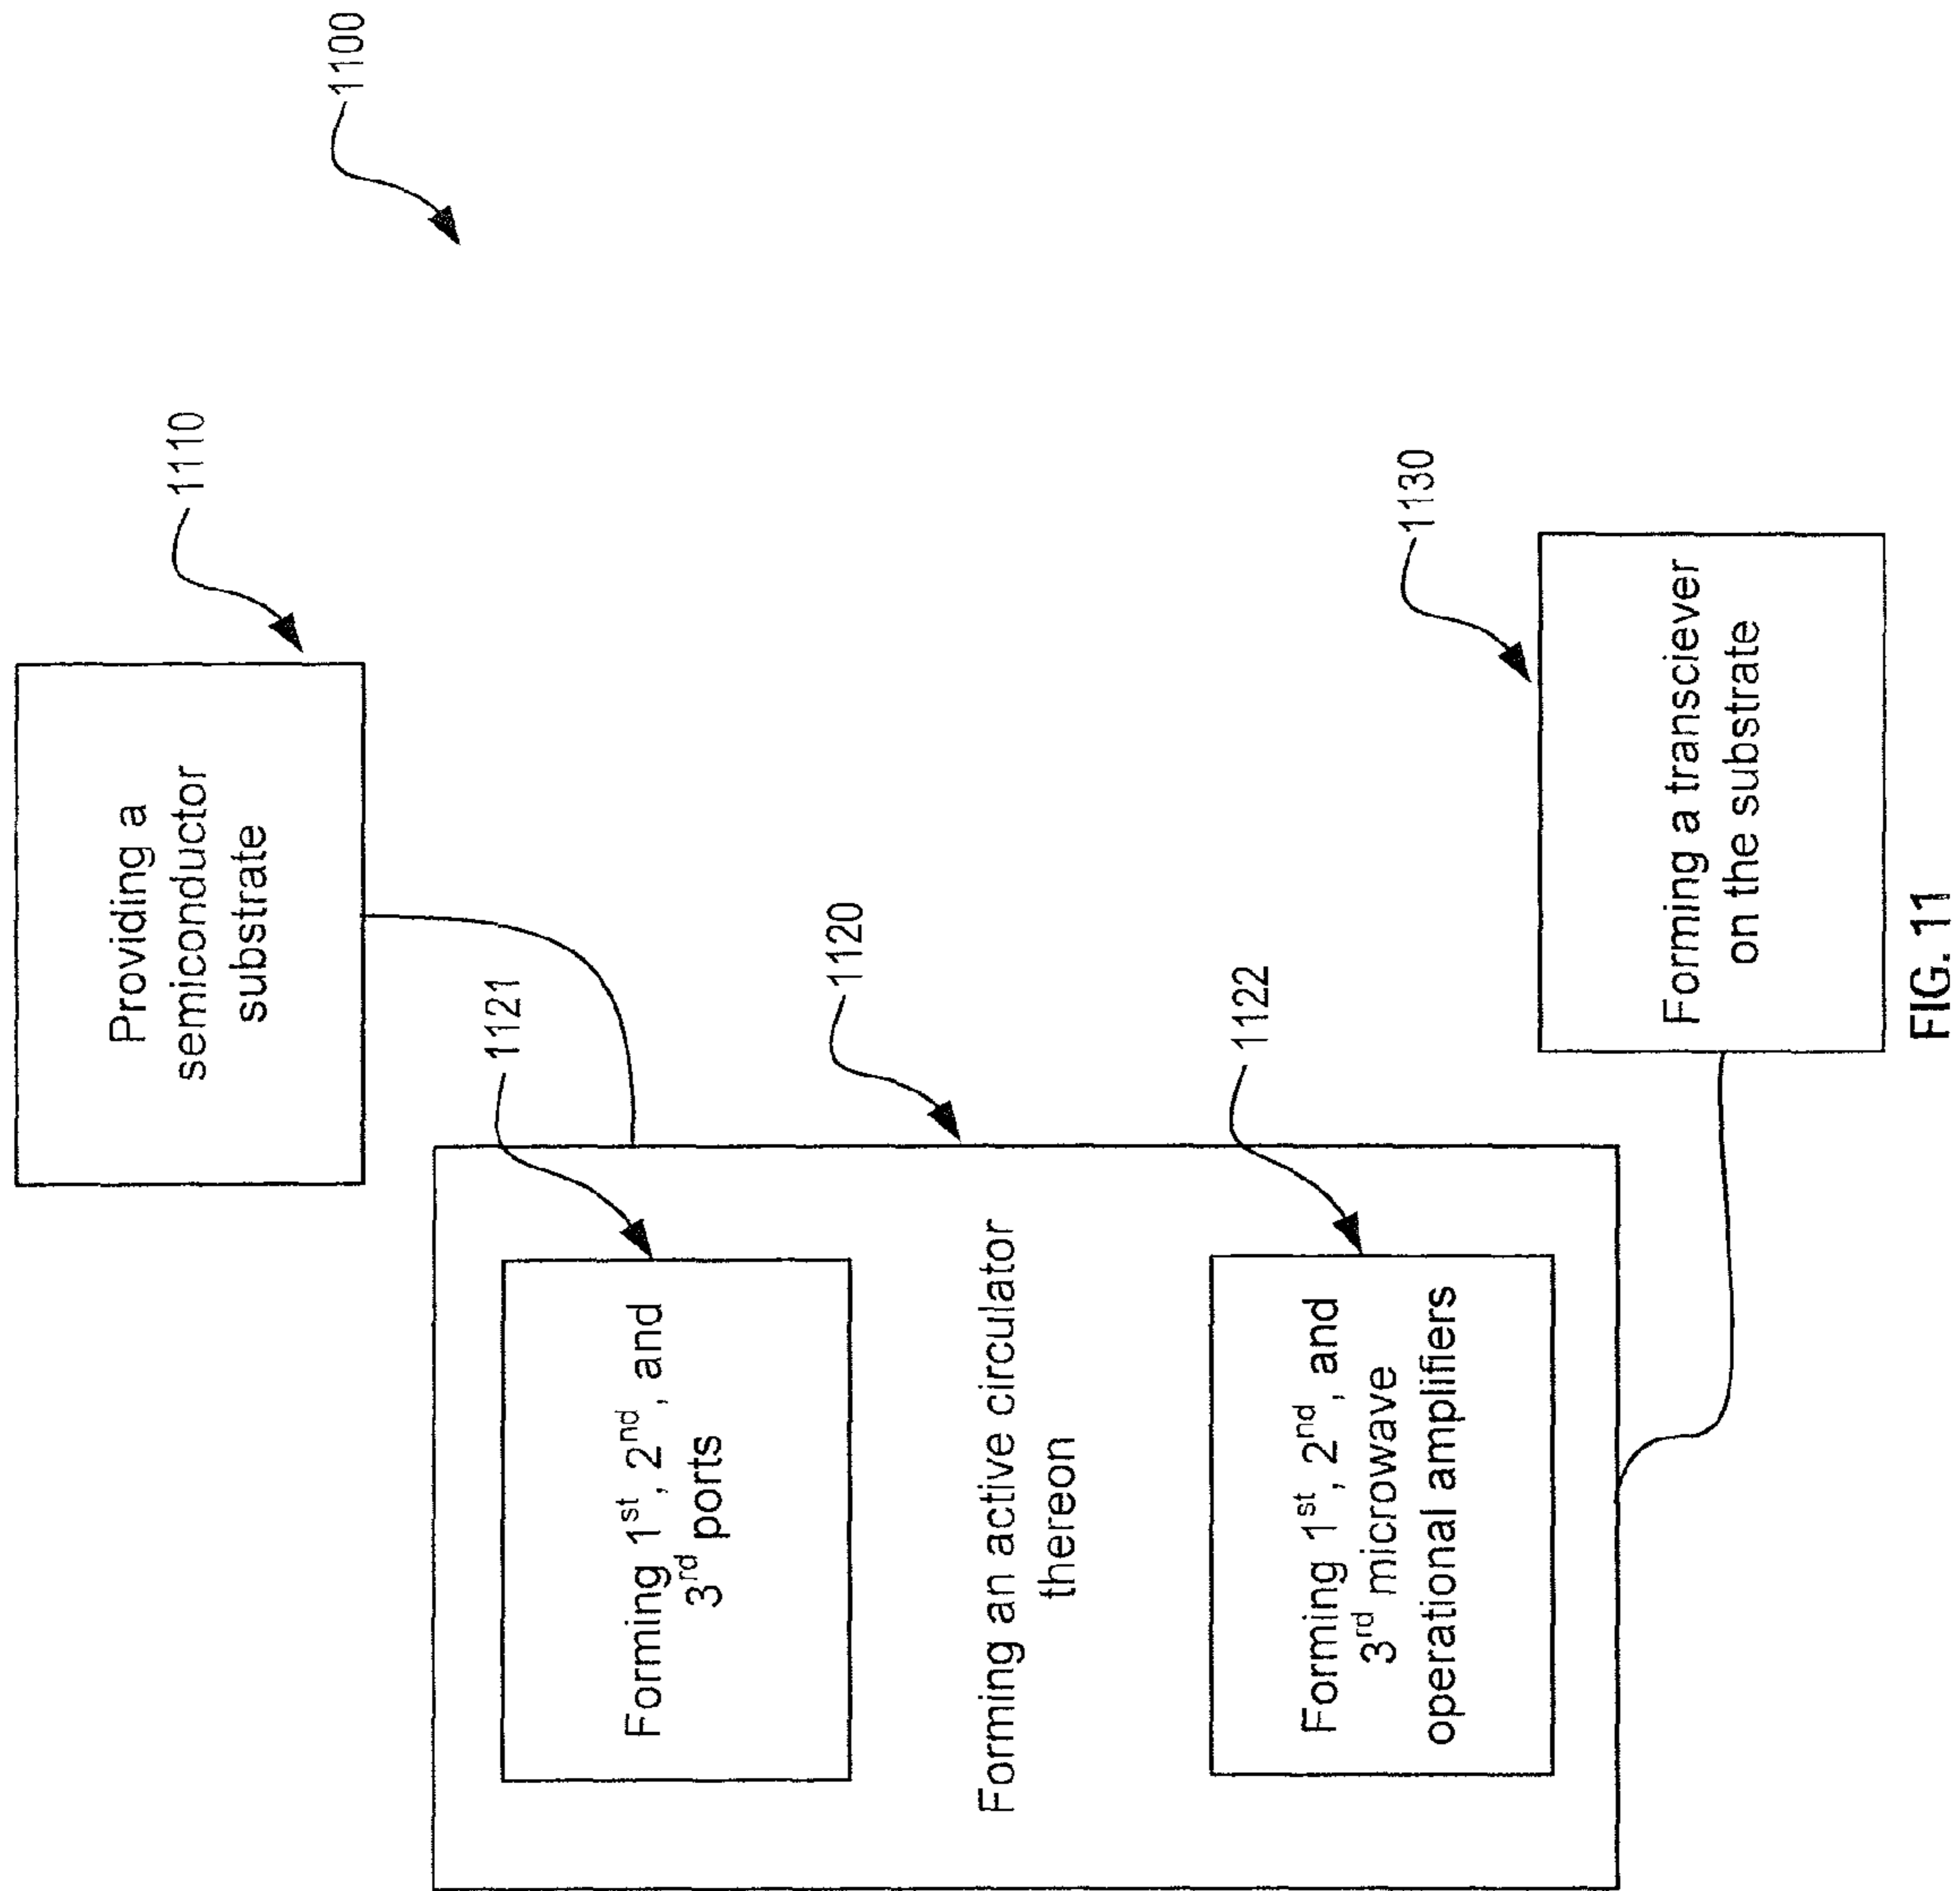 1100
1110
Providing a
semiconductor
substrate
1120
1121
Forming 1st, 2nd, and
3rd ports
Forming an active circulator
thereon
1122
Forming 1st, 2nd, and
3rd microwave
operational amplifiers
1130
Forming a transciever
on the substrate
FIG. 11